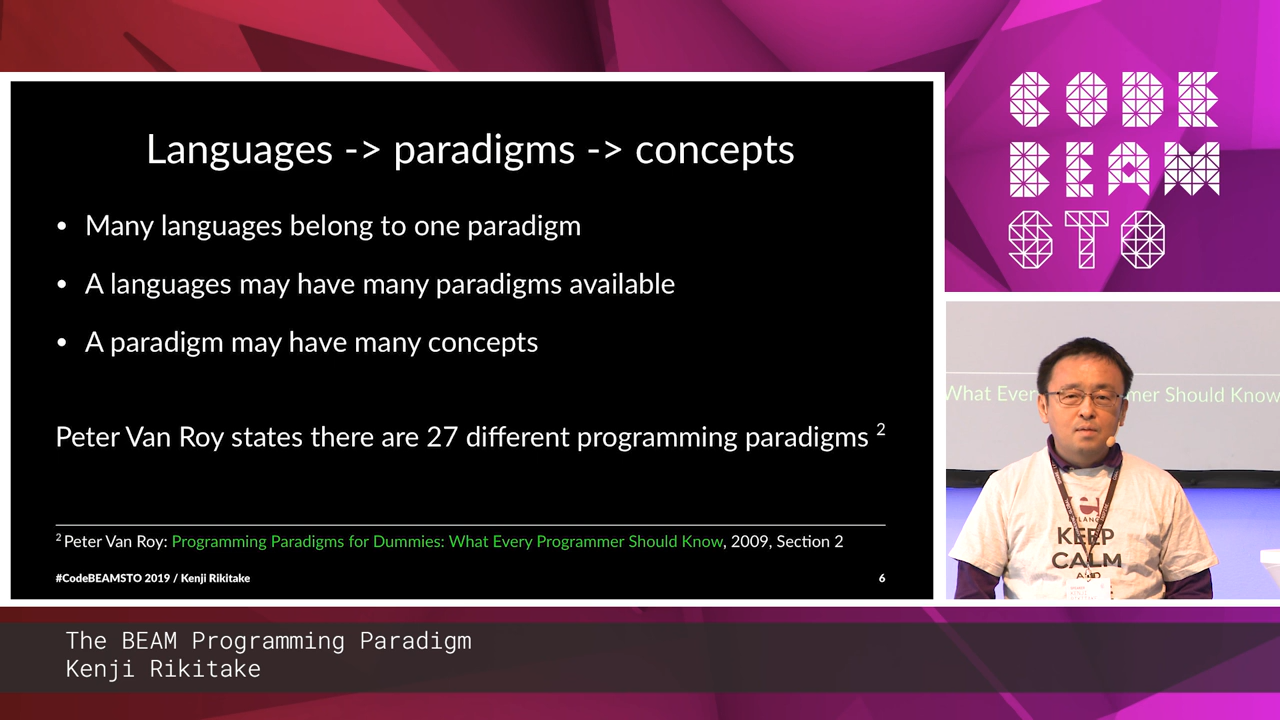 Languages -> paradigms -> concepts
• Many languages belong to one paradigm
• A languages may have many paradigms available
• A paradigm may have many concepts
Peter Van Roy states there are 27 different programming paradigms 2
2 Peter Van Roy: Programming Paradigms for Dummies: What Every Programmer Should Know, 2009, Section 2
#CodeBEAMSTO 2019 / Kenji Rikitake
6
CODE
BEAM
STO
What Ever
mer Should Know
KEEP
CALM
AND
The BEAM Programming Paradigm
Kenji Rikitake